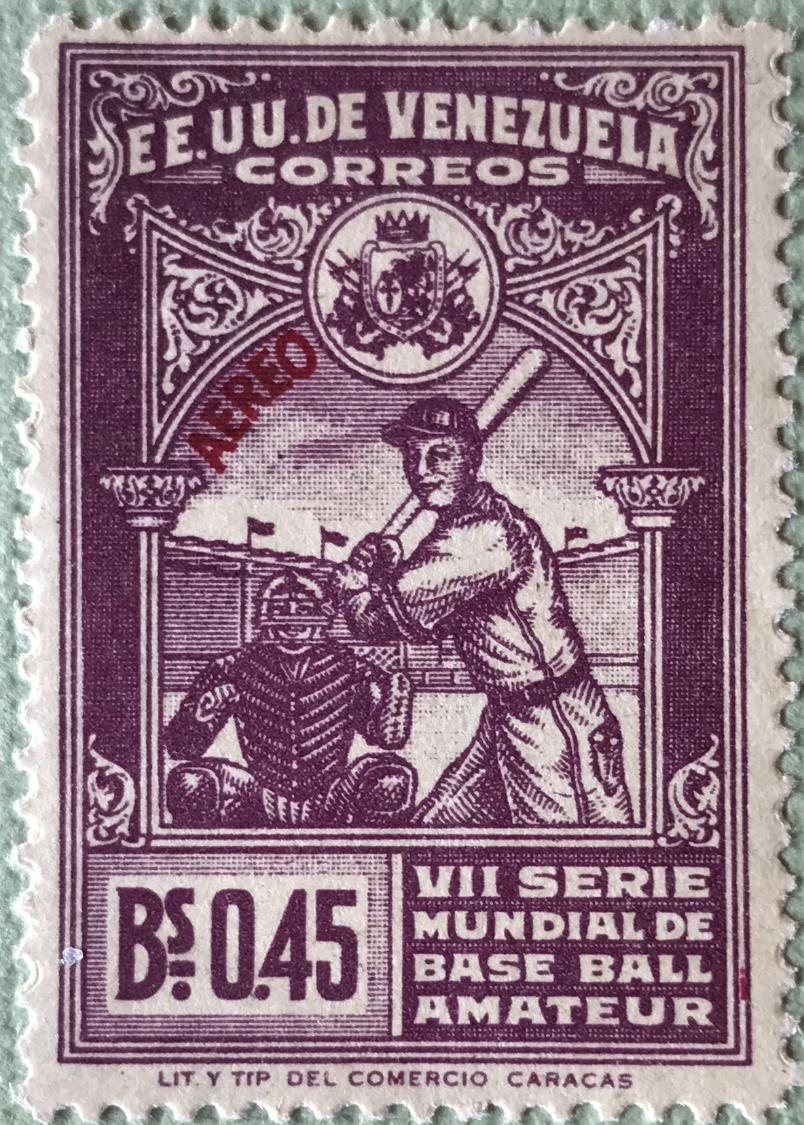 EE.UU. DE VENEZUELA
CORREOS
AEREO
Bs. 0.45
VII SERIE
MUNDIAL DE
BASE BALL
AMATEUR
LIT. Y TIP DEL COMERCIO CARACAS